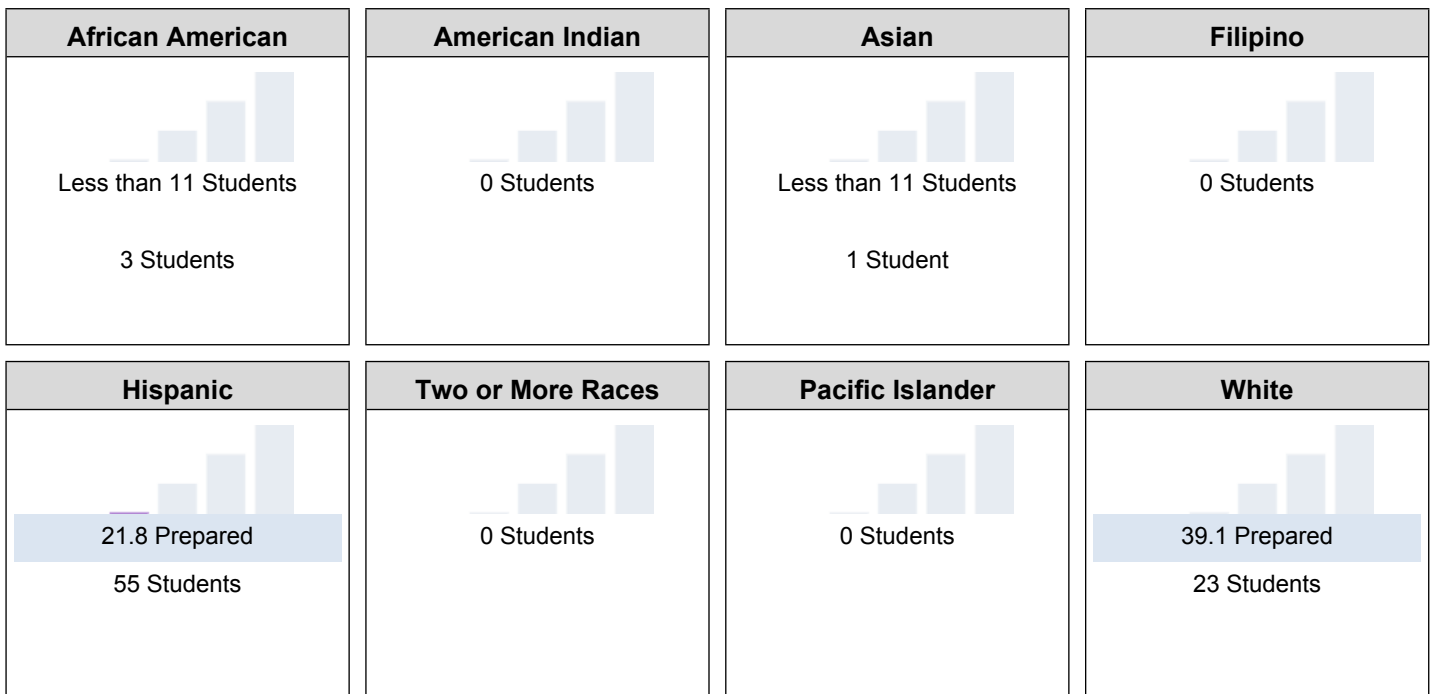 African American
Less than 11 Students
3 Students
American Indian
0 Students
Asian
Less than 11 Students
1 Student
Filipino
0 Students
Hispanic
21.8 Prepared
55 Students
Two or More Races
0 Students
Pacific Islander
0 Students
White
39.1 Prepared
23 Students